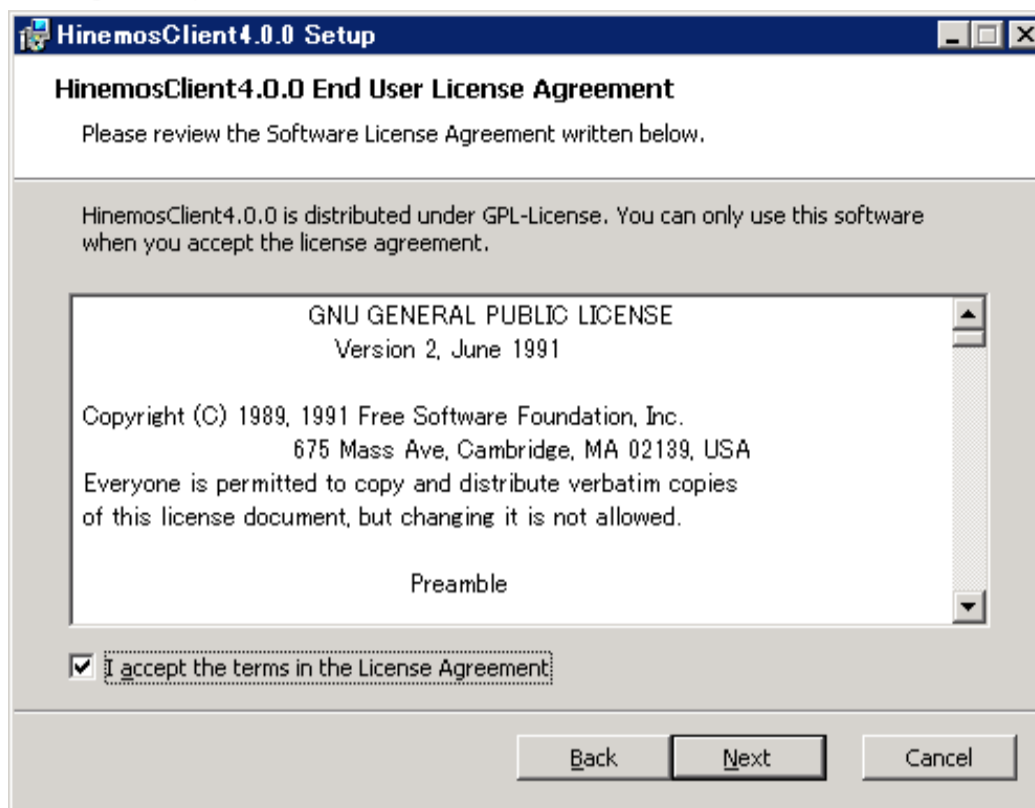 HinemosClient4.0.0 Setup
HinemosClient4.0.0 End User License Agreement
Please review the Software License Agreement written below.
HinemosClient4.0.0 is distributed under GPL-License. You can only use this software
when you accept the license agreement.
GNU GENERAL PUBLIC LICENSE
Version 2, June 1991
Copyright (C) 1989, 1991 Free Software Foundation, Inc.
675 Mass Ave, Cambridge, MA 02139, USA
Everyone is permitted to copy and distribute verbatim copies
of this license document, but changing it is not allowed.
Preamble
I accept the terms in the License Agreement
Back Next Cancel